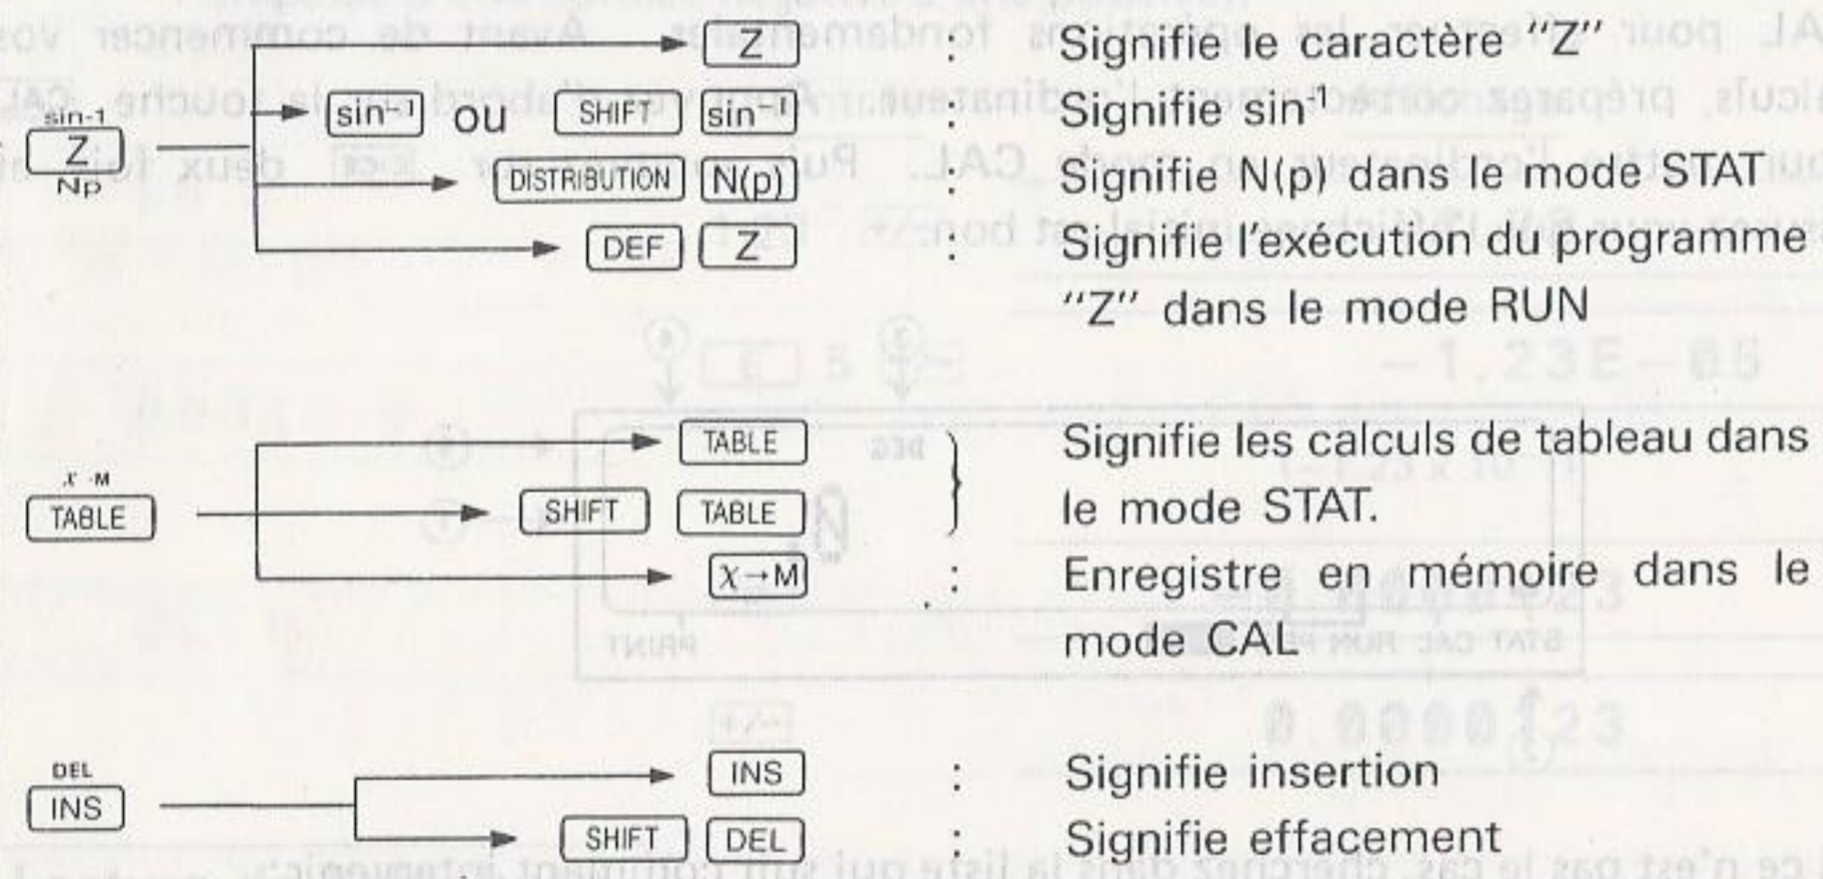 Z : Signifie le caractère "Z"
sin-1 ou SHIFT sin-1 : Signifie sin-1
sin-1
Z
Np
DISTRIBUTION N(p) : Signifie N(p) dans le mode STAT
DEF Z : Signifie l'exécution du programme
"Z" dans le mode RUN
TABLE } Signifie les calculs de tableau dans
x→M
TABLE
SHIFT TABLE le mode STAT.
x→M : Enregistre en mémoire dans le
mode CAL
DEL
INS
INS : Signifie insertion
SHIFT DEL : Signifie effacement